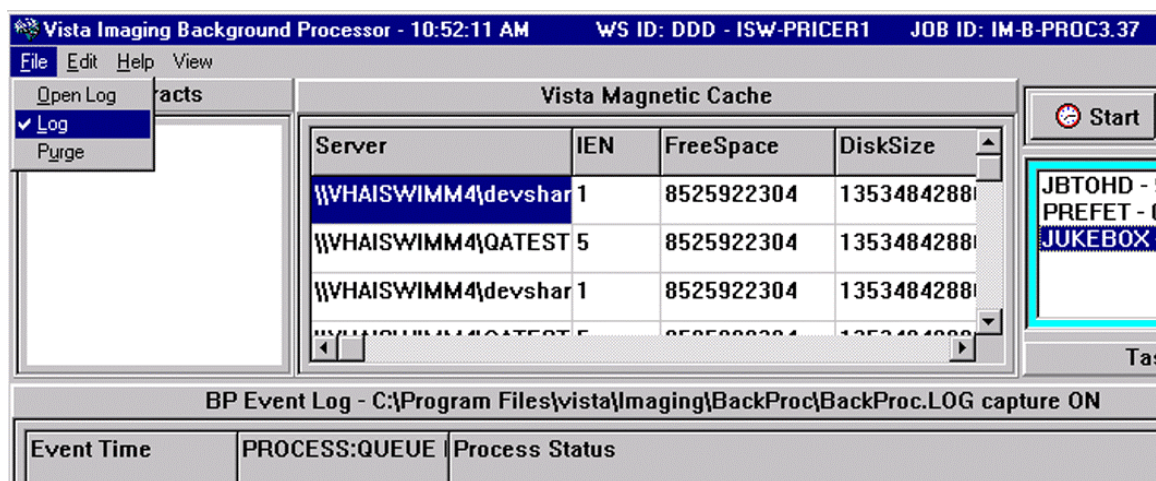 Vista Imaging Background Processor - 10:52:11 AM WS ID: DDD - ISW-PRICER1 JOB ID: IM-B-PROC3.37
File Edit Help View
Open Log
Log
Purge
racts
Vista Magnetic Cache
Server IEN FreeSpace DiskSize
\\VHAISWIMM4\devshar 1 8525922304 1353484288
\\VHAISWIMM4\QATEST 5 8525922304 1353484288
\\VHAISWIMM4\devshar 1 8525922304 1353484288
Start
JBTOHD -
PREFET -
JUKEBOX
Tas
BP Event Log - C:\Program Files\vista\Imaging\BackProc\BackProc.LOG capture ON
Event Time PROCESS:QUEUE Process Status